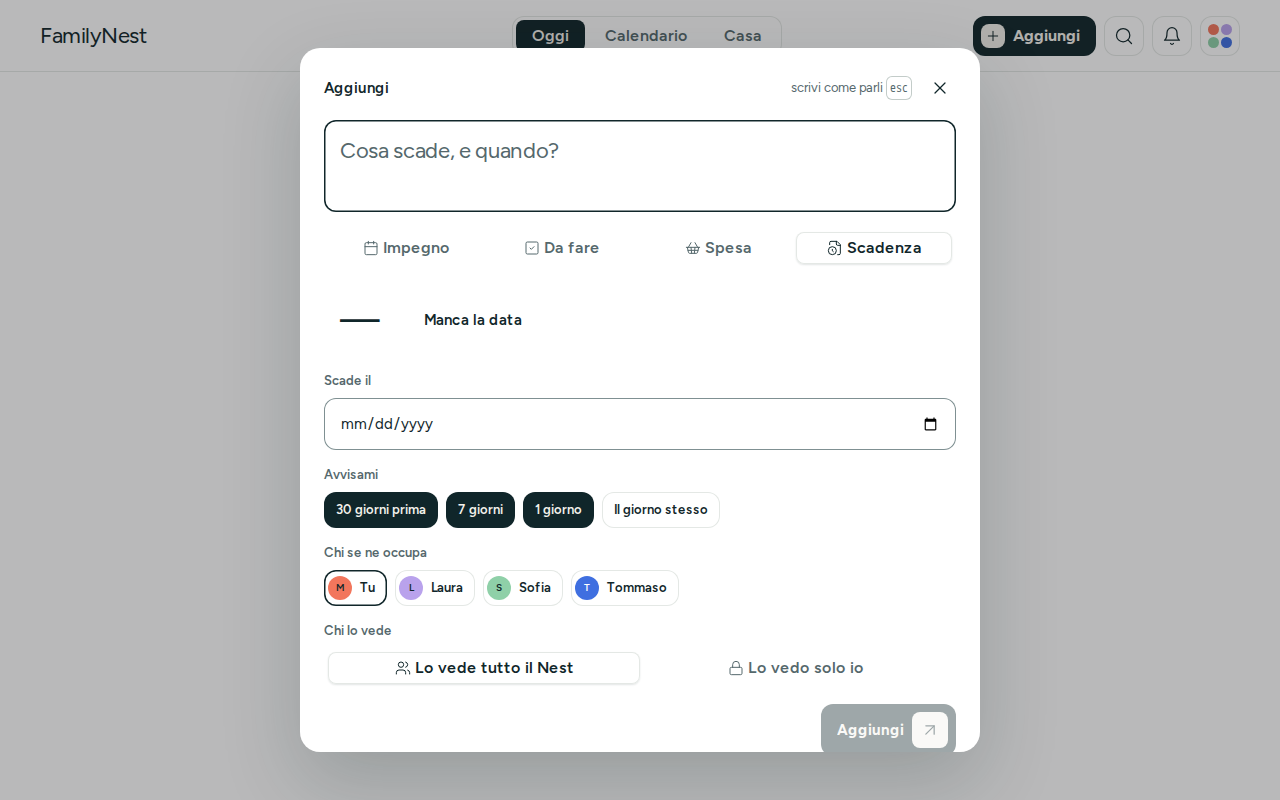 FamilyNest
Oggi
Calendario
Casa
Aggiungi
Aggiungi
scrivi come parli esc
Cosa scade, e quando?
Impegno
Da fare
Spesa
Scadenza
Manca la data
Scade il
mm/dd/yyyy
Avvisami
30 giorni prima
7 giorni
1 giorno
Il giorno stesso
Chi se ne occupa
M Tu
L Laura
S Sofia
T Tommaso
Chi lo vede
Lo vede tutto il Nest
Lo vedo solo io
Aggiungi